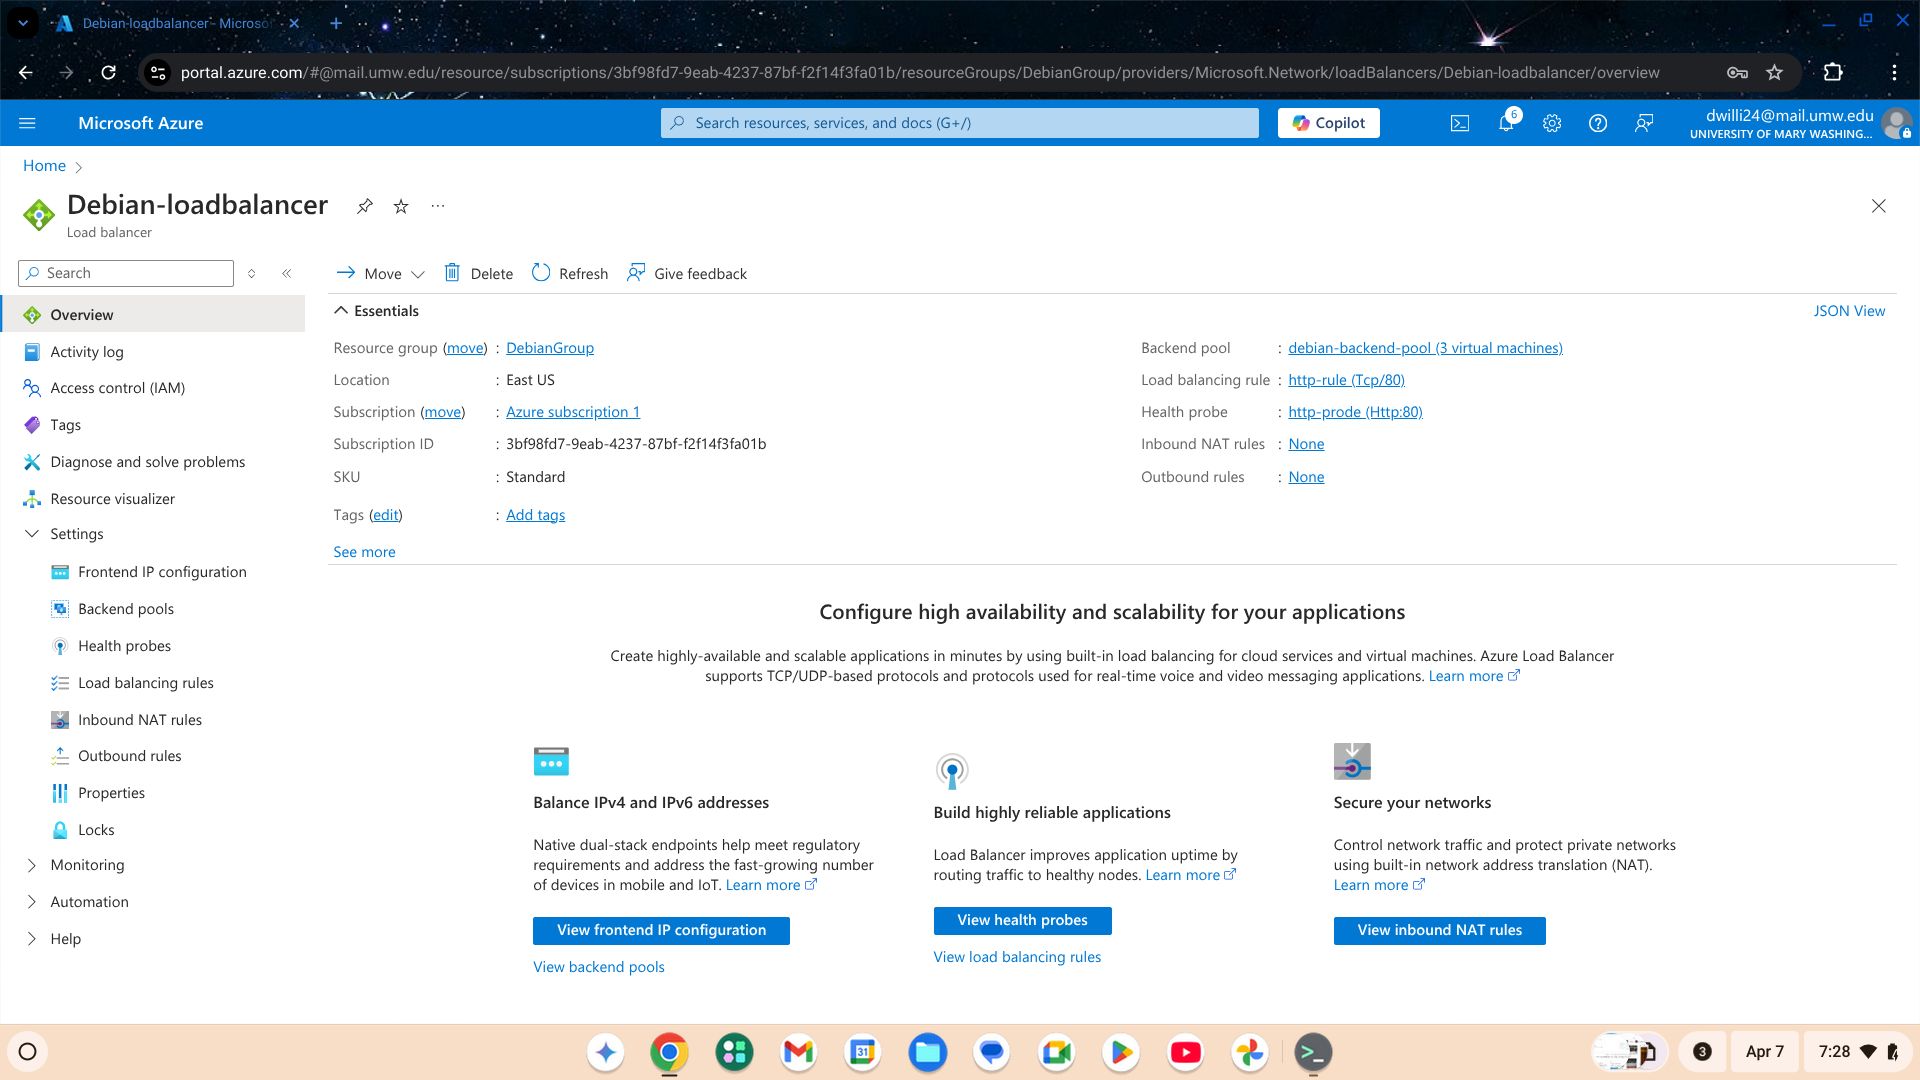 Debian-loadbalancer - Microso
portal.azure.com/#@mail.umw.edu/resource/subscriptions/3bf98fd7-9eab-4237-87bf-f2f14f3fa01b/resourceGroups/DebianGroup/providers/Microsoft.Network/loadBalancers/Debian-loadbalancer/overview
Microsoft Azure
Search resources, services, and docs (G+/)
Copilot
6
dwilli24@mail.umw.edu
UNIVERSITY OF MARY WASHING...
Home
Debian-loadbalancer
Load balancer
Search
Move
Delete
Refresh
Give feedback
Overview
Activity log
Access control (IAM)
Tags
Diagnose and solve problems
Resource visualizer
Settings
Frontend IP configuration
Backend pools
Health probes
Load balancing rules
Inbound NAT rules
Outbound rules
Properties
Locks
Monitoring
Automation
Help
Essentials
JSON View
Resource group (move) : DebianGroup
Location : East US
Subscription (move) : Azure subscription 1
Subscription ID : 3bf98fd7-9eab-4237-87bf-f2f14f3fa01b
SKU : Standard
Tags (edit) : Add tags
See more
Backend pool : debian-backend-pool (3 virtual machines)
Load balancing rule : http-rule (Tcp/80)
Health probe : http-prode (Http:80)
Inbound NAT rules : None
Outbound rules : None
Configure high availability and scalability for your applications
Create highly-available and scalable applications in minutes by using built-in load balancing for cloud services and virtual machines. Azure Load Balancer
supports TCP/UDP-based protocols and protocols used for real-time voice and video messaging applications. Learn more
Balance IPv4 and IPv6 addresses
Native dual-stack endpoints help meet regulatory
requirements and address the fast-growing number
of devices in mobile and IoT. Learn more
View frontend IP configuration
View backend pools
Build highly reliable applications
Load Balancer improves application uptime by
routing traffic to healthy nodes. Learn more
View health probes
View load balancing rules
Secure your networks
Control network traffic and protect private networks
using built-in network address translation (NAT).
Learn more
View inbound NAT rules
31
3
Apr 7
7:28